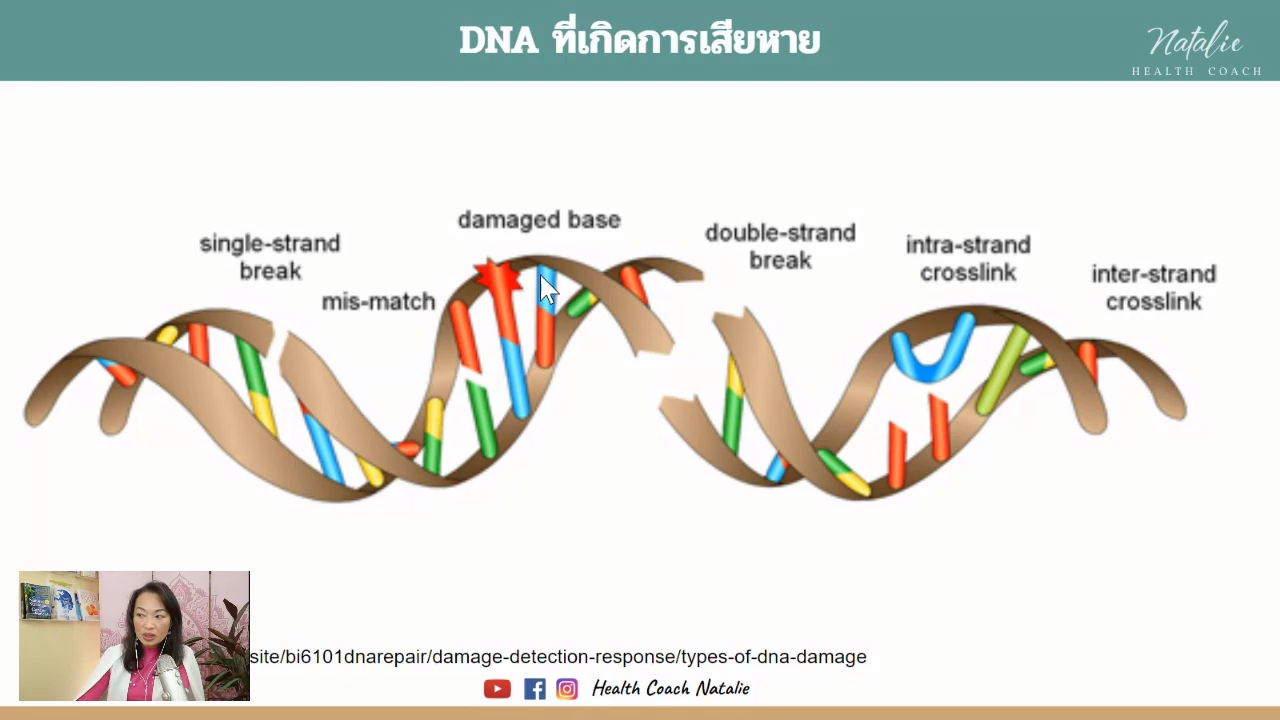 DNA ที่เกิดการเสียหาย
Natalie
HEALTH COACH
damaged base
single-strand
break
mis-match
double-strand
break
intra-strand
crosslink
inter-strand
crosslink
site/bi6101dnarepair/damage-detection-response/types-of-dna-damage
Health Coach Natalie